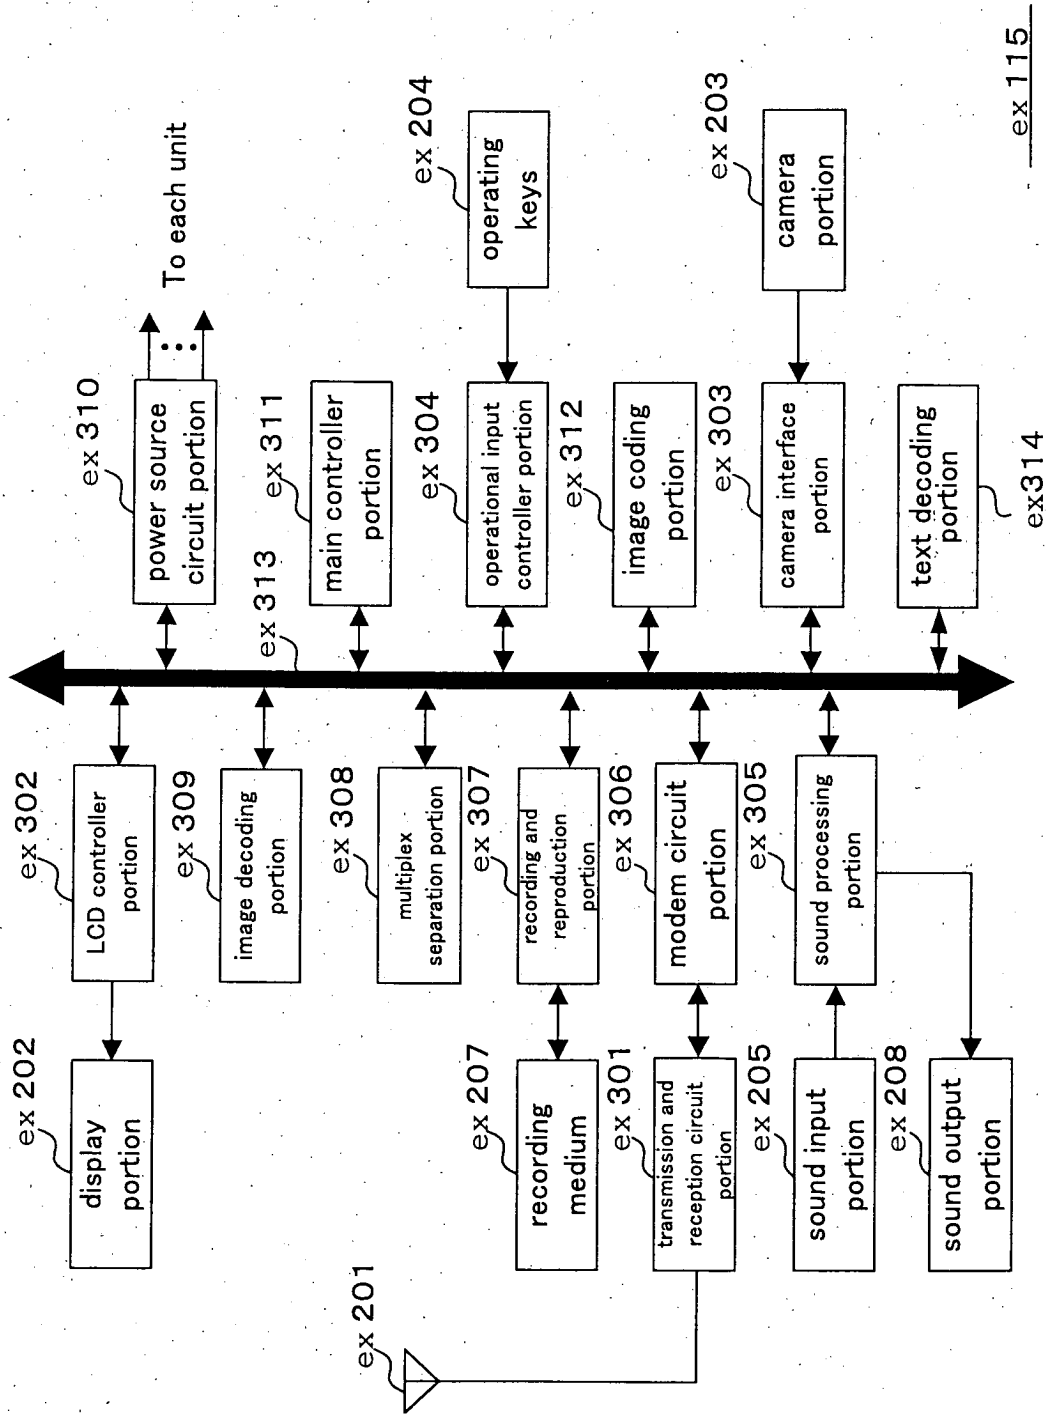 ex 115
ex 310
power source
circuit portion
To each unit
ex 311
main controller
portion
ex 204
operating
keys
ex 304
operational input
controller portion
ex 312
image coding
portion
ex 203
camera
portion
ex 303
camera interface
portion
text decoding
portion
ex314
ex 313
ex 302
LCD controller
portion
ex 309
image decoding
portion
ex 308
multiplex
separation portion
ex 307
recording and
reproduction
portion
ex 306
modem circuit
portion
ex 305
sound processing
portion
ex 202
display
portion
ex 207
recording
medium
ex 301
transmission and
reception circuit
portion
ex 205
sound input
portion
ex 208
sound output
portion
ex 201